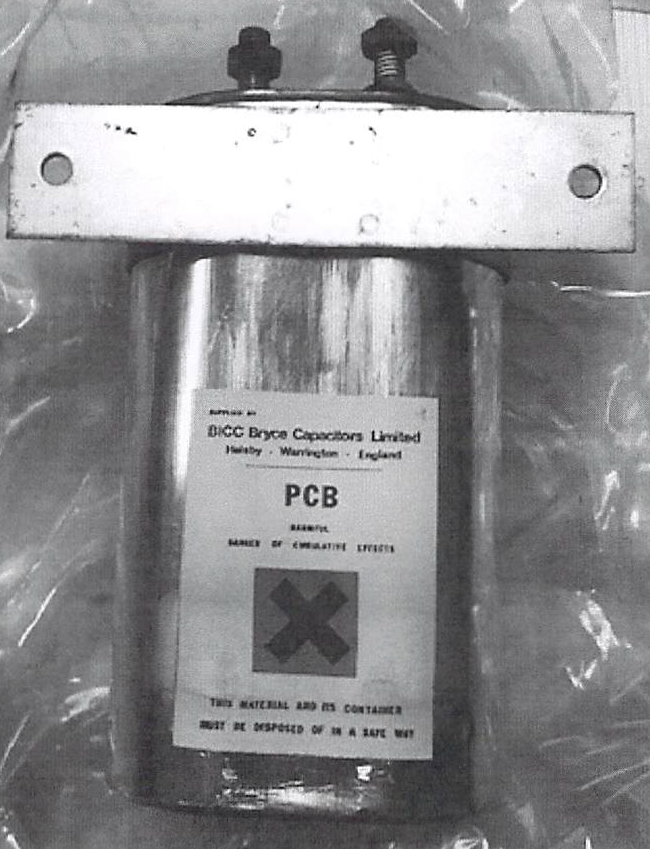 SUPPLIED BY
BICC Bryce Capacitors Limited
Helsby - Warrington - England
PCB
HARMFUL
DANGER OF CUMULATIVE EFFECTS
THIS MATERIAL AND ITS CONTAINER
MUST BE DISPOSED OF IN A SAFE WAY